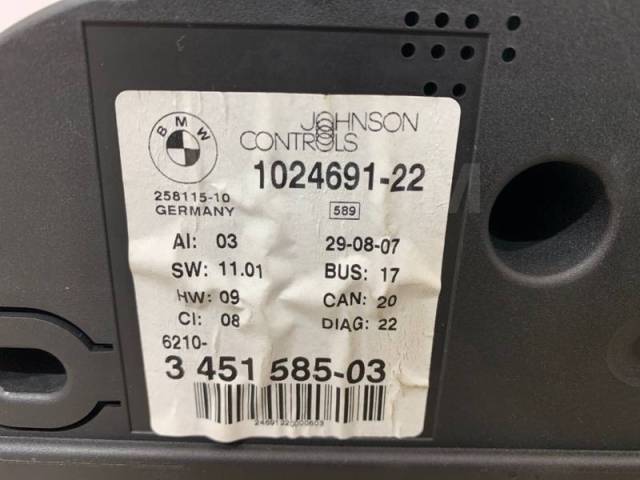 BMW
JOHNSON
CONTROLS
1024691-22
258115-10
GERMANY
589
AI: 03 29-08-07
SW: 11.01 BUS: 17
HW: 09 CAN: 20
CI: 08 DIAG: 22
6210-
3 451 585-03